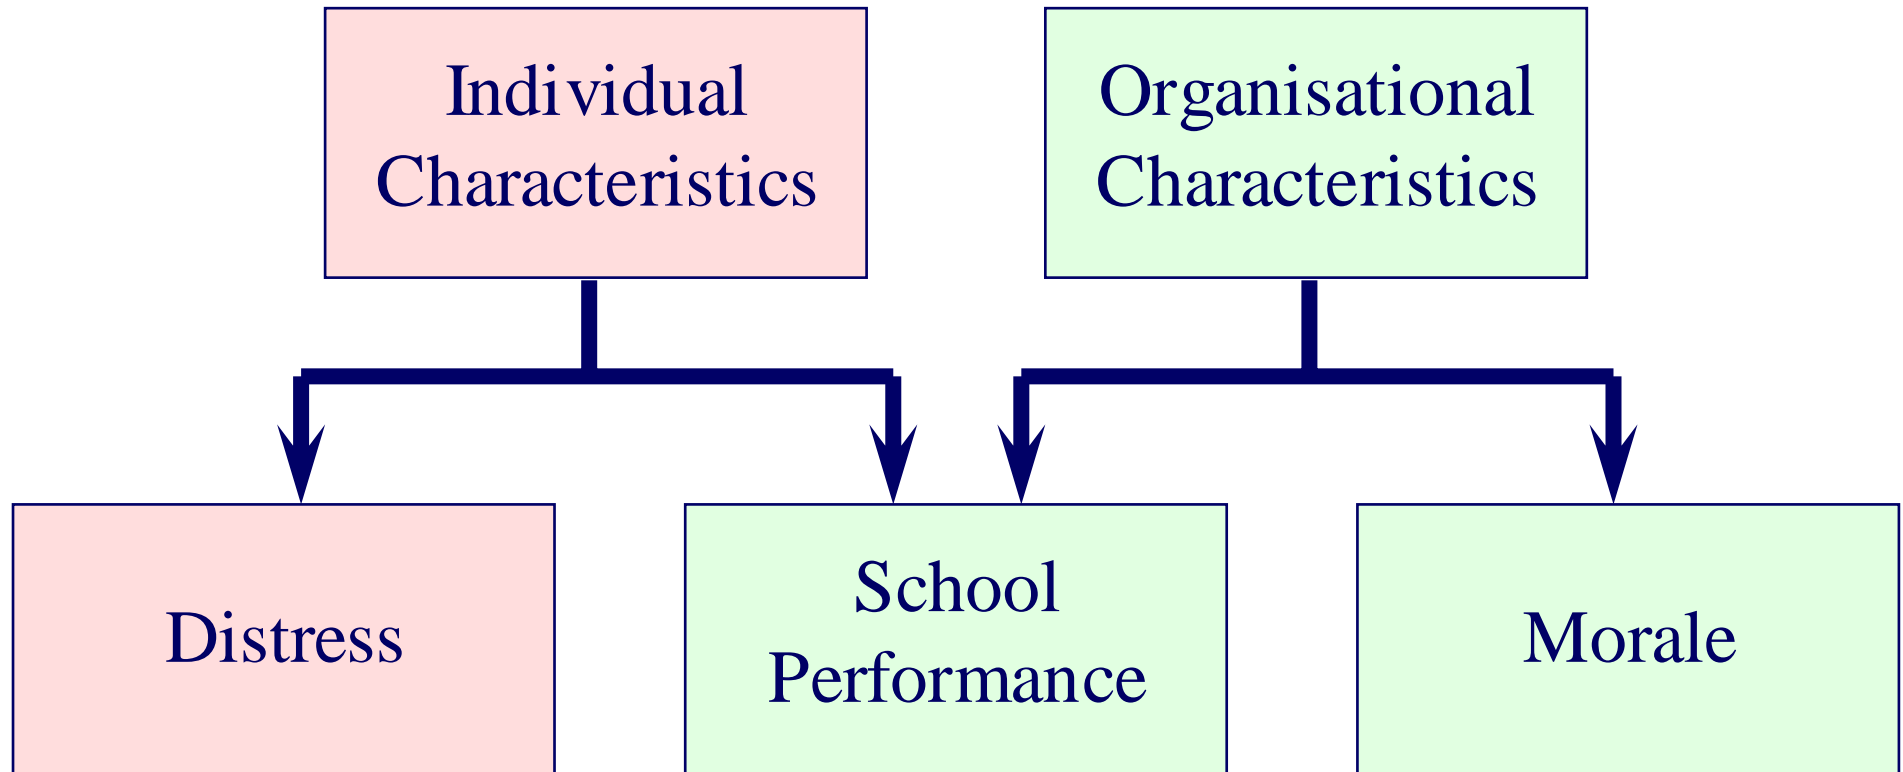 Individual
Characteristics
Organisational
Characteristics
Distress
School
Performance
Morale